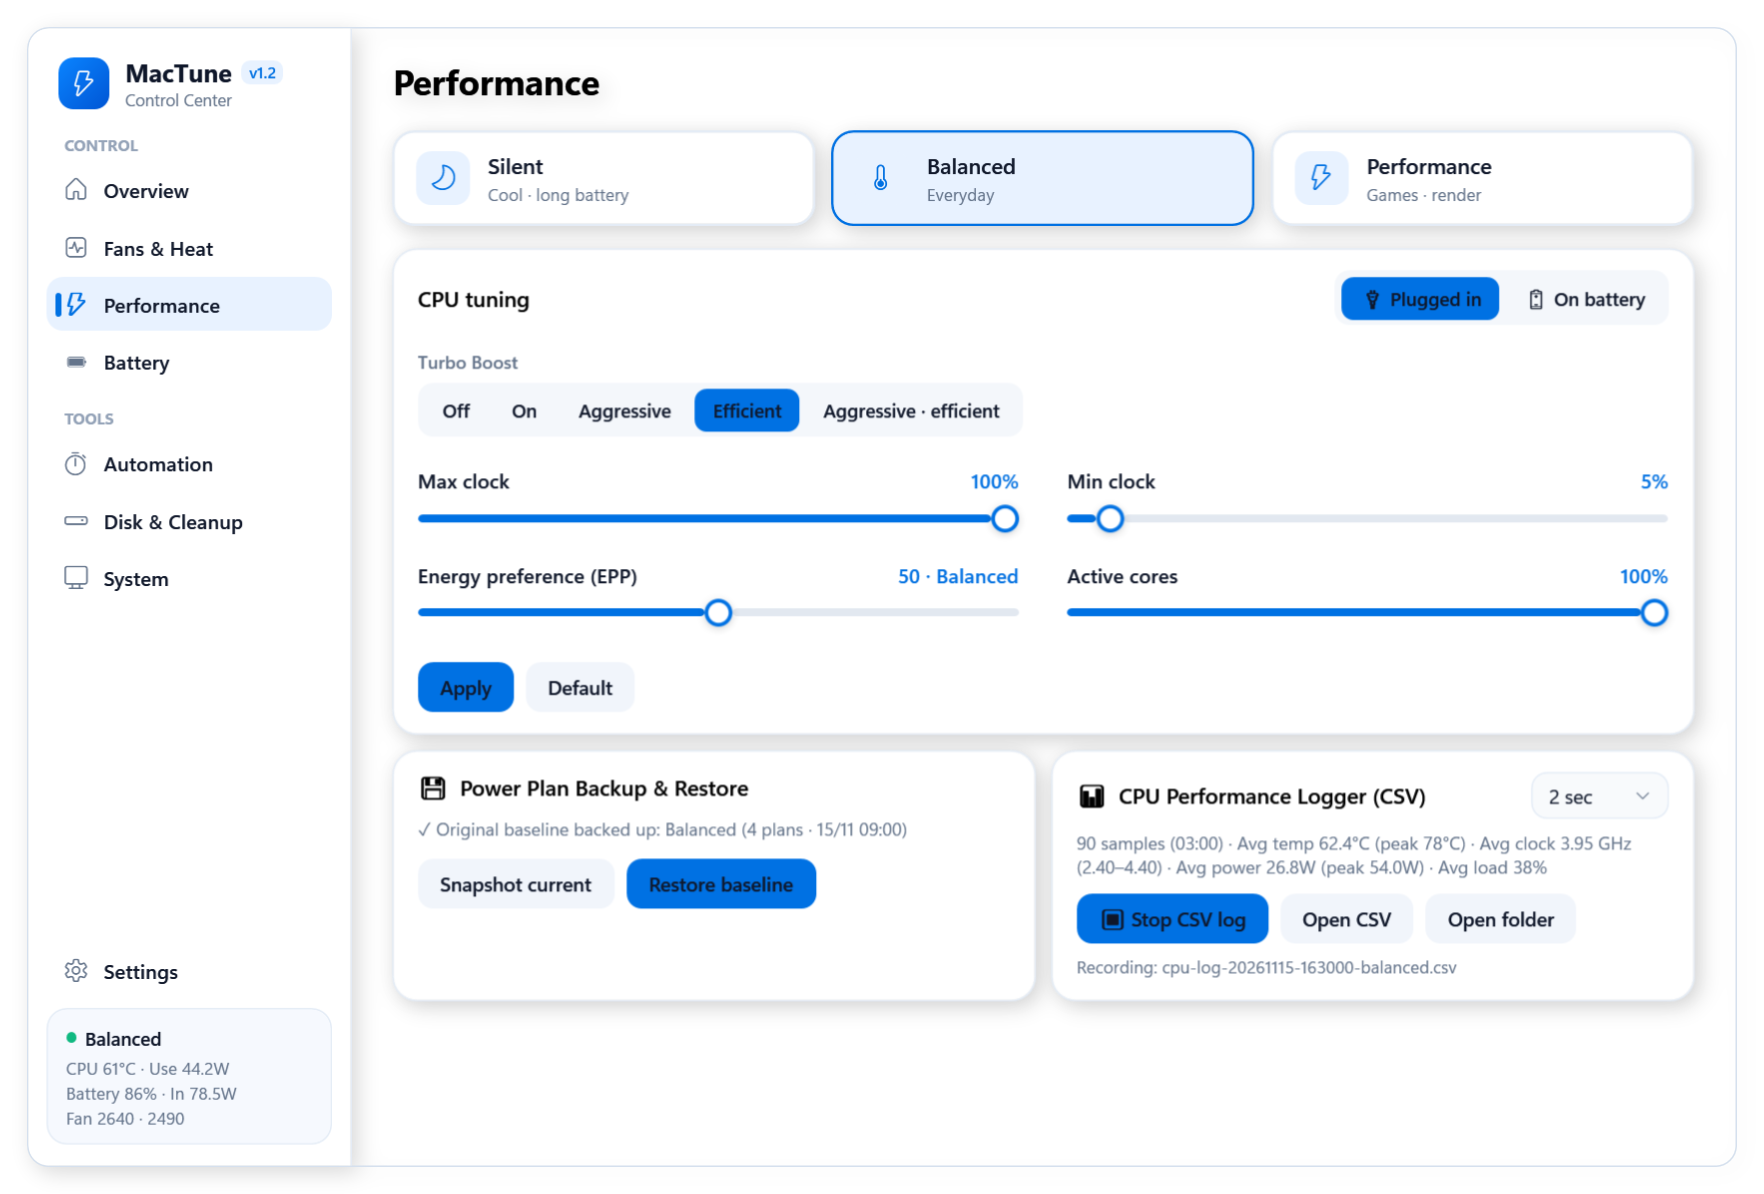 MacTune v1.2
Control Center
CONTROL
Overview
Fans & Heat
Performance
Battery
TOOLS
Automation
Disk & Cleanup
System
Settings
Balanced
CPU 61°C · Use 44.2W
Battery 86% · In 78.5W
Fan 2640 · 2490
Performance
Silent
Cool · long battery
Balanced
Everyday
Performance
Games · render
CPU tuning
Plugged in
On battery
Turbo Boost
Off
On
Aggressive
Efficient
Aggressive · efficient
Max clock 100%
Min clock 5%
Energy preference (EPP) 50 · Balanced
Active cores 100%
Apply
Default
Power Plan Backup & Restore
✓ Original baseline backed up: Balanced (4 plans · 15/11 09:00)
Snapshot current
Restore baseline
CPU Performance Logger (CSV)
2 sec
90 samples (03:00) · Avg temp 62.4°C (peak 78°C) · Avg clock 3.95 GHz
(2.40–4.40) · Avg power 26.8W (peak 54.0W) · Avg load 38%
Stop CSV log
Open CSV
Open folder
Recording: cpu-log-20261115-163000-balanced.csv